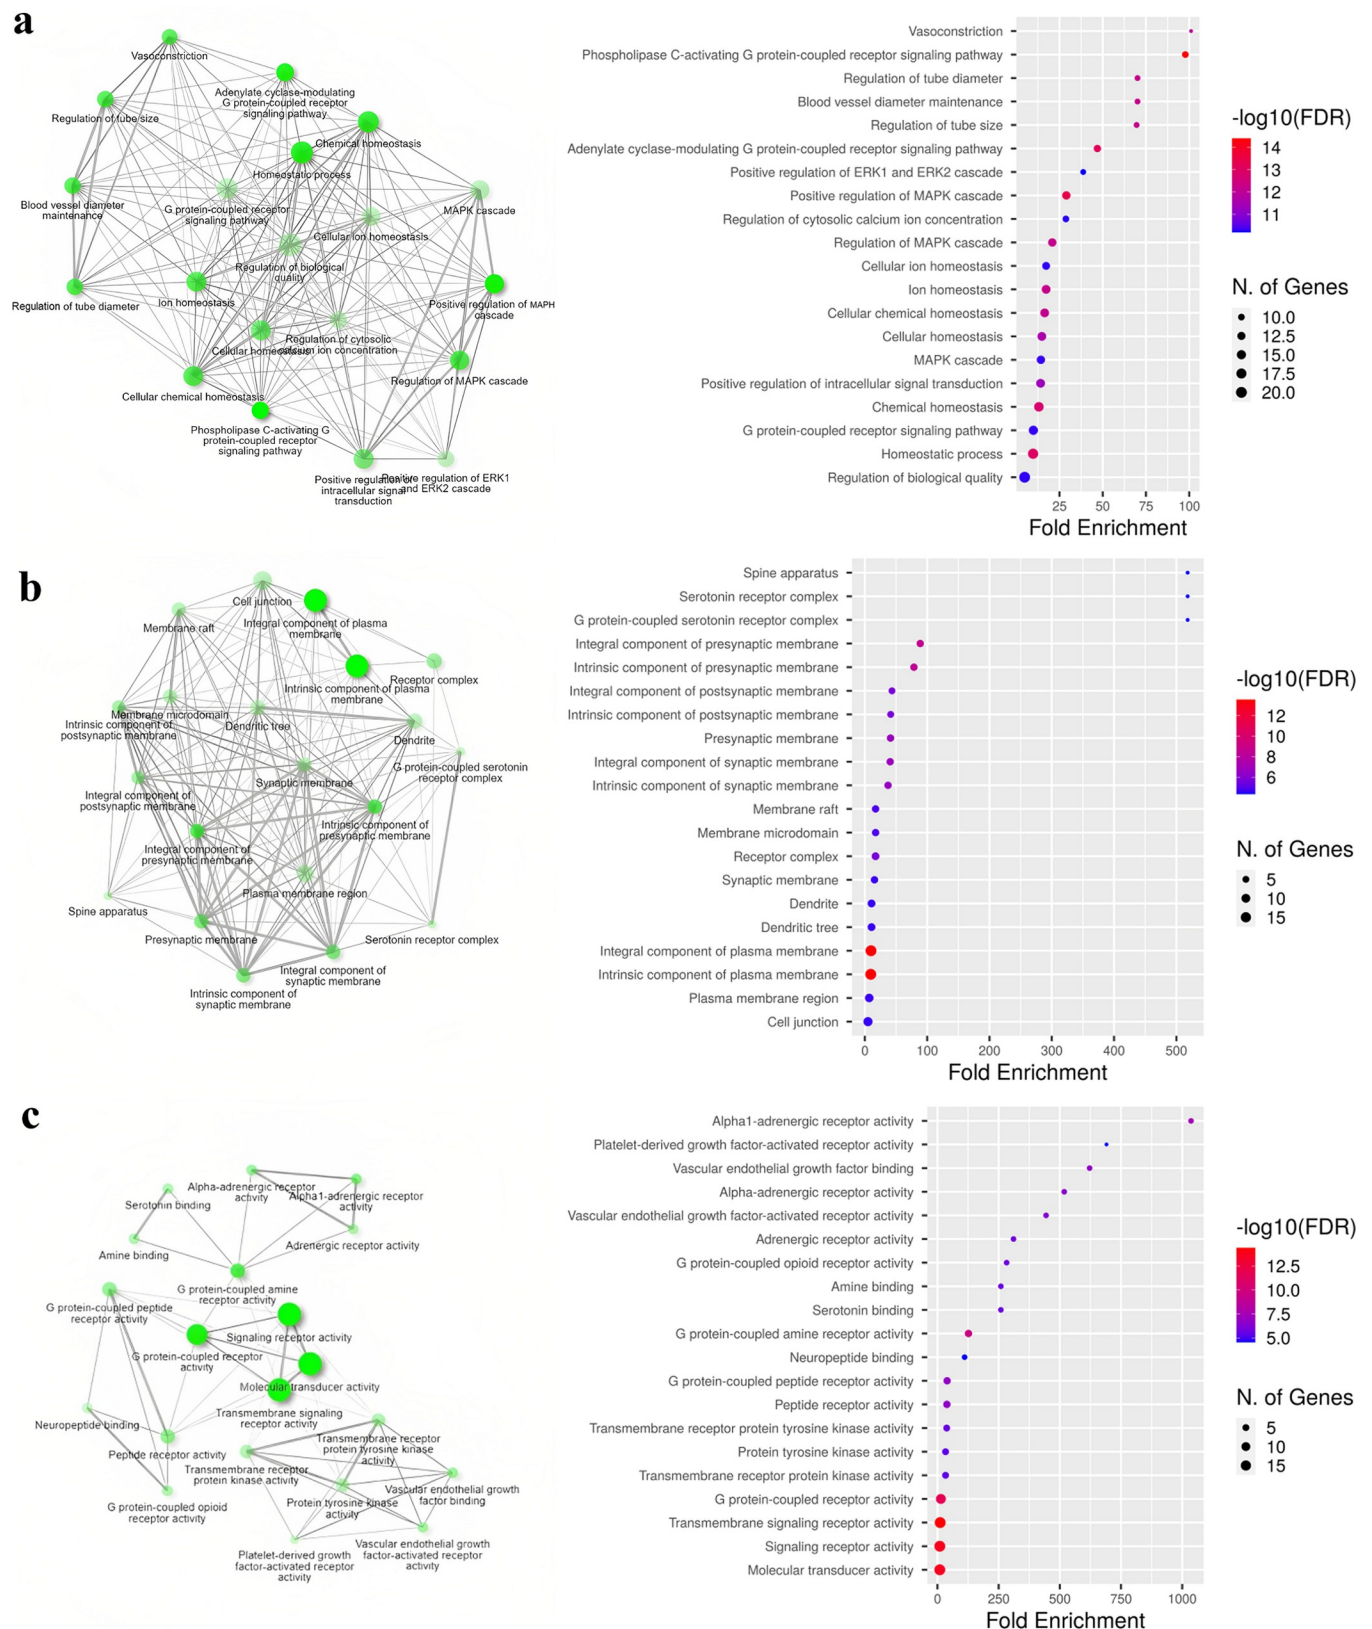 a
Vasoconstriction
Adenylate cyclase-modulating
G protein-coupled receptor
signaling pathway
Regulation of tube size
Chemical homeostasis
Homeostatic process
Blood vessel diameter
maintenance
G protein-coupled receptor
signaling pathway
MAPK cascade
Cellular ion homeostasis
Regulation of biological
quality
Regulation of tube diameter
Ion homeostasis
Positive regulation of MAPH
cascade
Regulation of cytosolic
calcium ion concentration
Cellular homeostasis
Regulation of MAPK cascade
Cellular chemical homeostasis
Phospholipase C-activating G
protein-coupled receptor
signaling pathway
Positive regulation of
intracellular signal
transduction
Positive regulation of ERK1
and ERK2 cascade
Vasoconstriction
Phospholipase C-activating G protein-coupled receptor signaling pathway
Regulation of tube diameter
Blood vessel diameter maintenance
Regulation of tube size
Adenylate cyclase-modulating G protein-coupled receptor signaling pathway
Positive regulation of ERK1 and ERK2 cascade
Positive regulation of MAPK cascade
Regulation of cytosolic calcium ion concentration
Regulation of MAPK cascade
Cellular ion homeostasis
Ion homeostasis
Cellular chemical homeostasis
Cellular homeostasis
MAPK cascade
Positive regulation of intracellular signal transduction
Chemical homeostasis
G protein-coupled receptor signaling pathway
Homeostatic process
Regulation of biological quality
25 50 75 100
Fold Enrichment
-log10(FDR)
14
13
12
11
N. of Genes
10.0
12.5
15.0
17.5
20.0
b
Cell junction
Integral component of plasma
membrane
Membrane raft
Receptor complex
Intrinsic component of plasma
membrane
Membrane microdomain
Intrinsic component of
postsynaptic membrane
Dendritic tree
Dendrite
G protein-coupled serotonin
receptor complex
Synaptic membrane
Integral component of
postsynaptic membrane
Intrinsic component of
presynaptic membrane
Integral component of
presynaptic membrane
Plasma membrane region
Spine apparatus
Presynaptic membrane
Serotonin receptor complex
Integral component of
synaptic membrane
Intrinsic component of
synaptic membrane
Spine apparatus
Serotonin receptor complex
G protein-coupled serotonin receptor complex
Integral component of presynaptic membrane
Intrinsic component of presynaptic membrane
Integral component of postsynaptic membrane
Intrinsic component of postsynaptic membrane
Presynaptic membrane
Integral component of synaptic membrane
Intrinsic component of synaptic membrane
Membrane raft
Membrane microdomain
Receptor complex
Synaptic membrane
Dendrite
Dendritic tree
Integral component of plasma membrane
Intrinsic component of plasma membrane
Plasma membrane region
Cell junction
0 100 200 300 400 500
Fold Enrichment
-log10(FDR)
12
10
8
6
N. of Genes
5
10
15
c
Alpha-adrenergic receptor
activity
Alpha1-adrenergic receptor
activity
Serotonin binding
Amine binding
Adrenergic receptor activity
G protein-coupled amine
receptor activity
G protein-coupled peptide
receptor activity
Signaling receptor activity
G protein-coupled receptor
activity
Molecular transducer activity
Transmembrane signaling
receptor activity
Neuropeptide binding
Peptide receptor activity
Transmembrane receptor
protein tyrosine kinase
activity
Transmembrane receptor
protein kinase activity
Vascular endothelial growth
factor binding
Protein tyrosine kinase
activity
G protein-coupled opioid
receptor activity
Vascular endothelial growth
factor-activated receptor
activity
Platelet-derived growth
factor-activated receptor
activity
Alpha1-adrenergic receptor activity
Platelet-derived growth factor-activated receptor activity
Vascular endothelial growth factor binding
Alpha-adrenergic receptor activity
Vascular endothelial growth factor-activated receptor activity
Adrenergic receptor activity
G protein-coupled opioid receptor activity
Amine binding
Serotonin binding
G protein-coupled amine receptor activity
Neuropeptide binding
G protein-coupled peptide receptor activity
Peptide receptor activity
Transmembrane receptor protein tyrosine kinase activity
Protein tyrosine kinase activity
Transmembrane receptor protein kinase activity
G protein-coupled receptor activity
Transmembrane signaling receptor activity
Signaling receptor activity
Molecular transducer activity
0 250 500 750 1000
Fold Enrichment
-log10(FDR)
12.5
10.0
7.5
5.0
N. of Genes
5
10
15